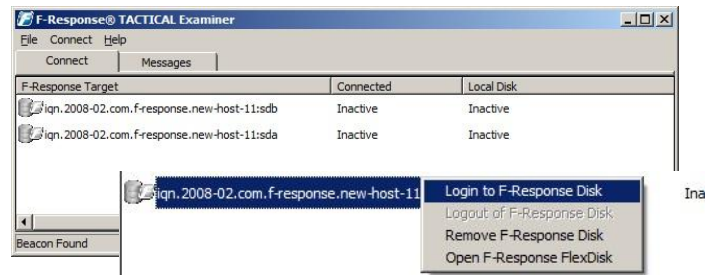 F-Response® TACTICAL Examiner
File Connect Help
Connect Messages
F-Response Target Connected Local Disk
iqn.2008-02.com.f-response.new-host-11:sdb Inactive Inactive
iqn.2008-02.com.f-response.new-host-11:sda Inactive Inactive
iqn.2008-02.com.f-response.new-host-11 Login to F-Response Disk Ina
Logout of F-Response Disk
Remove F-Response Disk
Open F-Response FlexDisk
Beacon Found